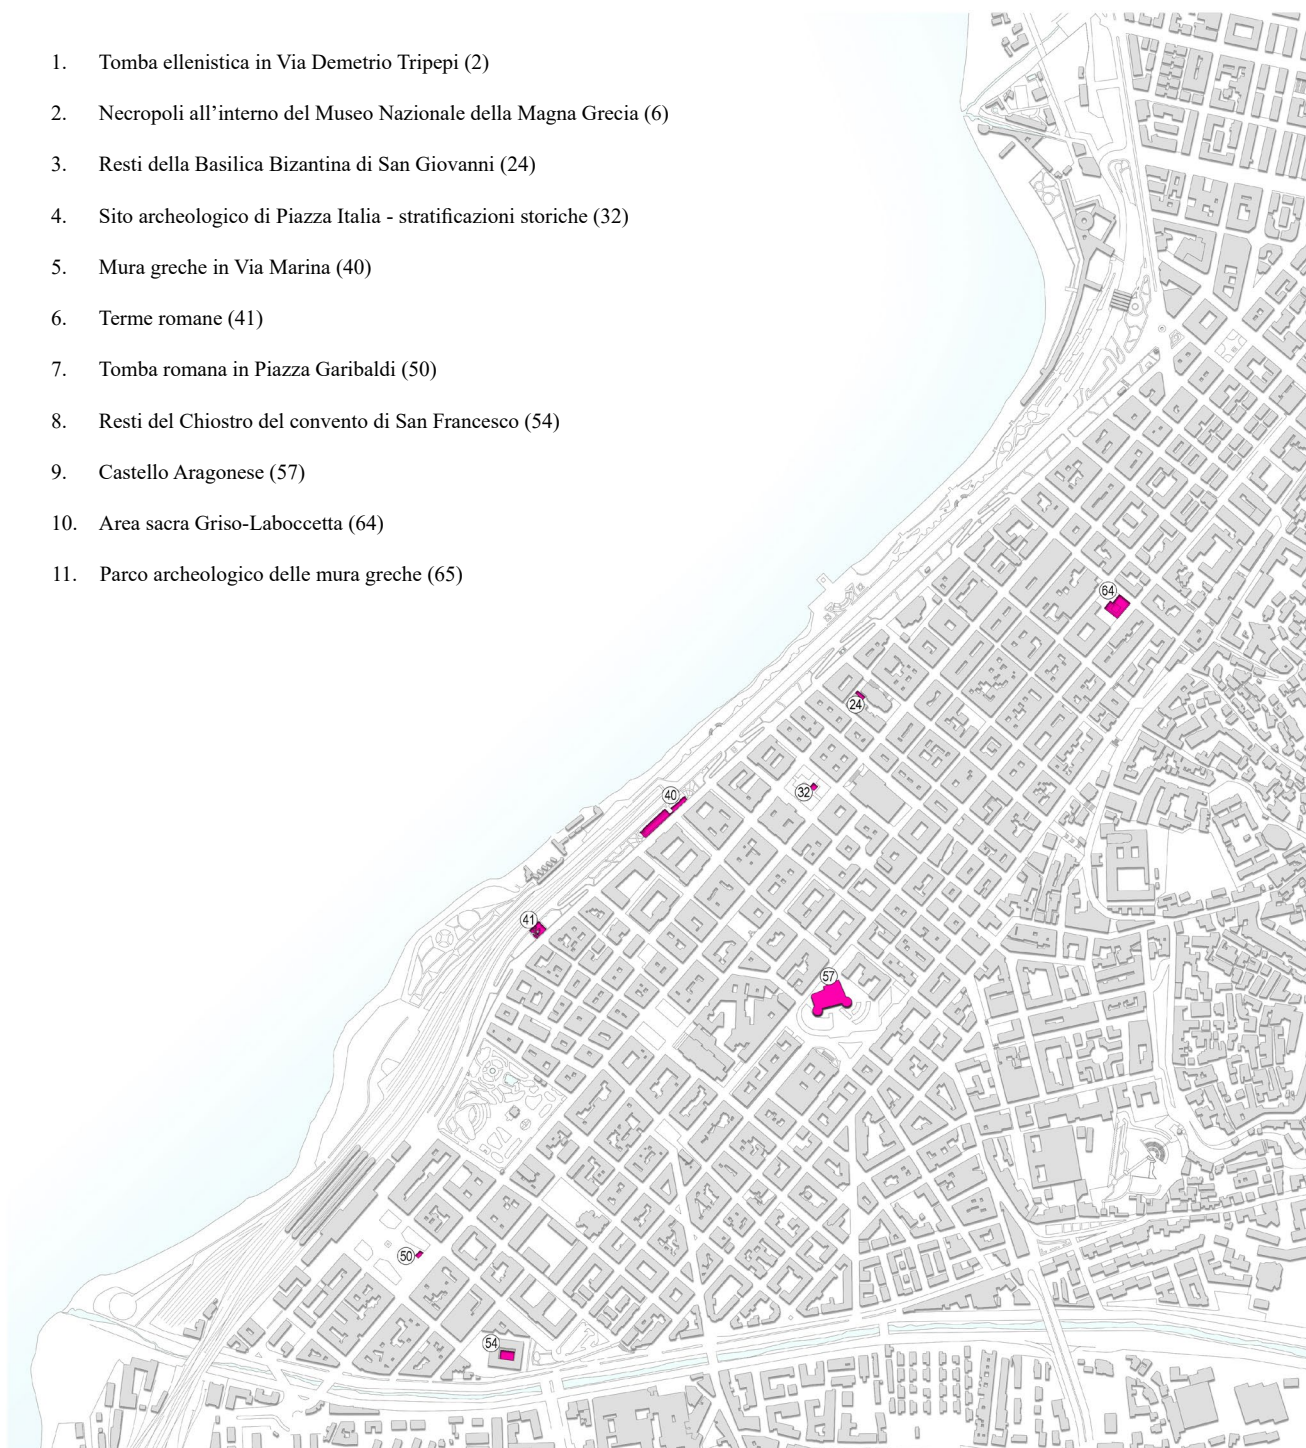 1. Tomba ellenistica in Via Demetrio Tripepi (2)
2. Necropoli all’interno del Museo Nazionale della Magna Grecia (6)
3. Resti della Basilica Bizantina di San Giovanni (24)
4. Sito archeologico di Piazza Italia - stratificazioni storiche (32)
5. Mura greche in Via Marina (40)
6. Terme romane (41)
7. Tomba romana in Piazza Garibaldi (50)
8. Resti del Chiostro del convento di San Francesco (54)
9. Castello Aragonese (57)
10. Area sacra Griso-Laboccetta (64)
11. Parco archeologico delle mura greche (65)
64
24
32
40
41
57
50
54